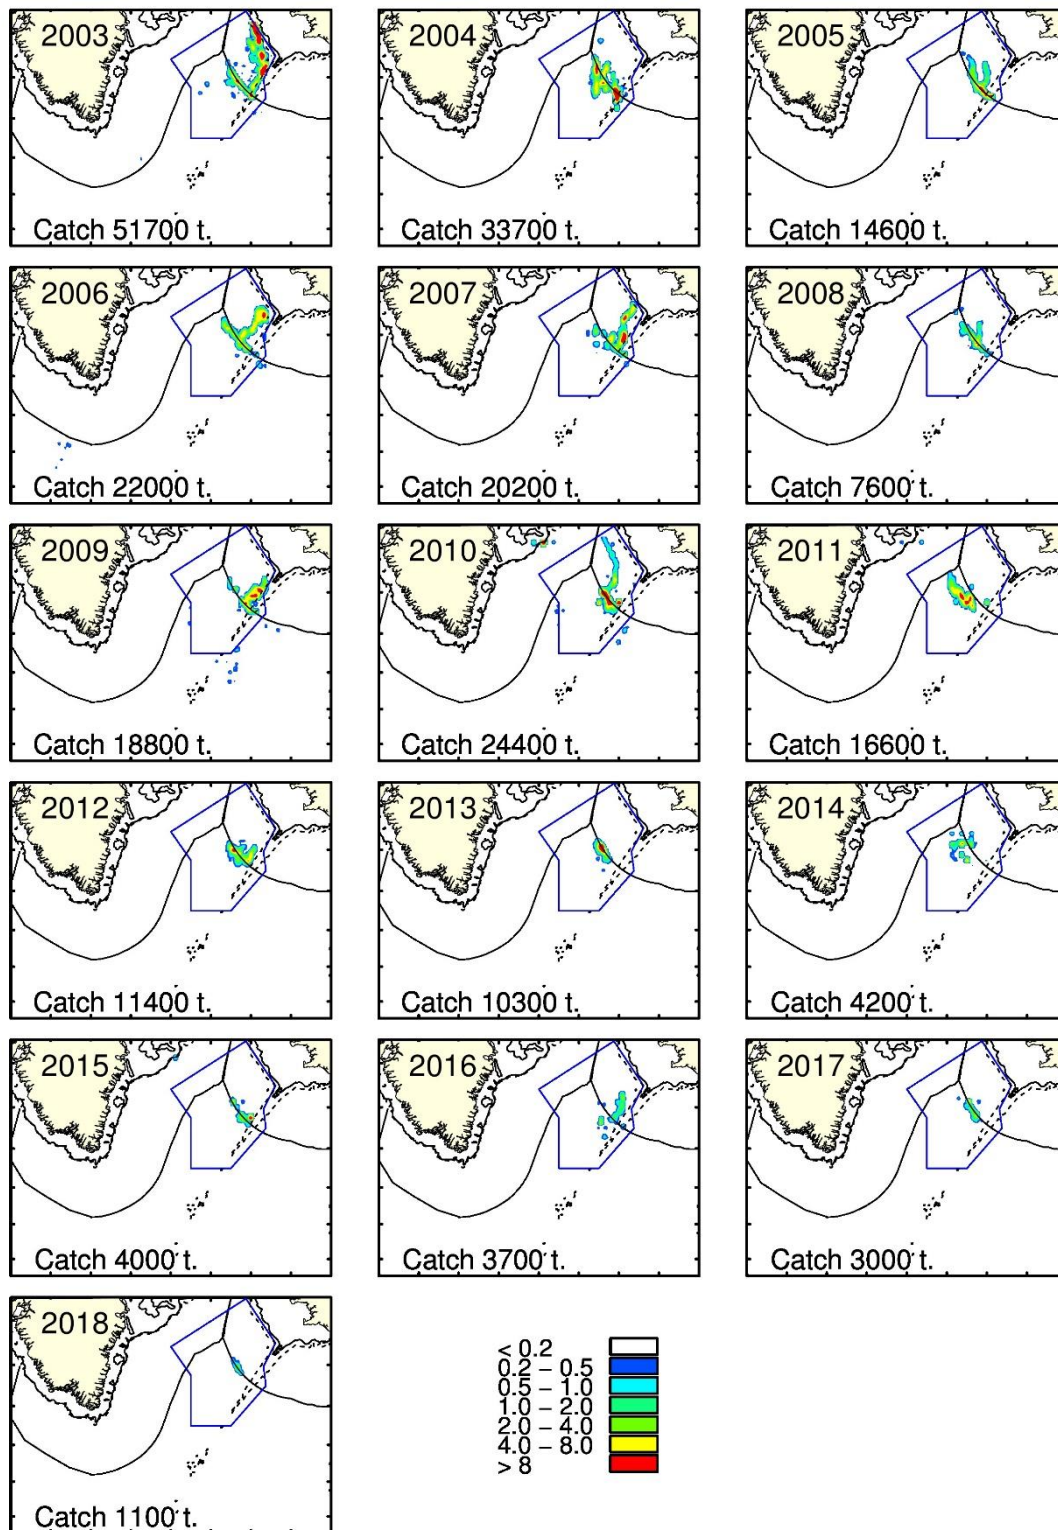 2003
Catch 51700 t.
2004
Catch 33700 t.
2005
Catch 14600 t.
2006
Catch 22000 t.
2007
Catch 20200 t.
2008
Catch 7600 t.
2009
Catch 18800 t.
2010
Catch 24400 t.
2011
Catch 16600 t.
2012
Catch 11400 t.
2013
Catch 10300 t.
2014
Catch 4200 t.
2015
Catch 4000 t.
2016
Catch 3700 t.
2017
Catch 3000 t.
2018
Catch 1100 t.
< 0.2
0.2 – 0.5
0.5 – 1.0
1.0 – 2.0
2.0 – 4.0
4.0 – 8.0
> 8